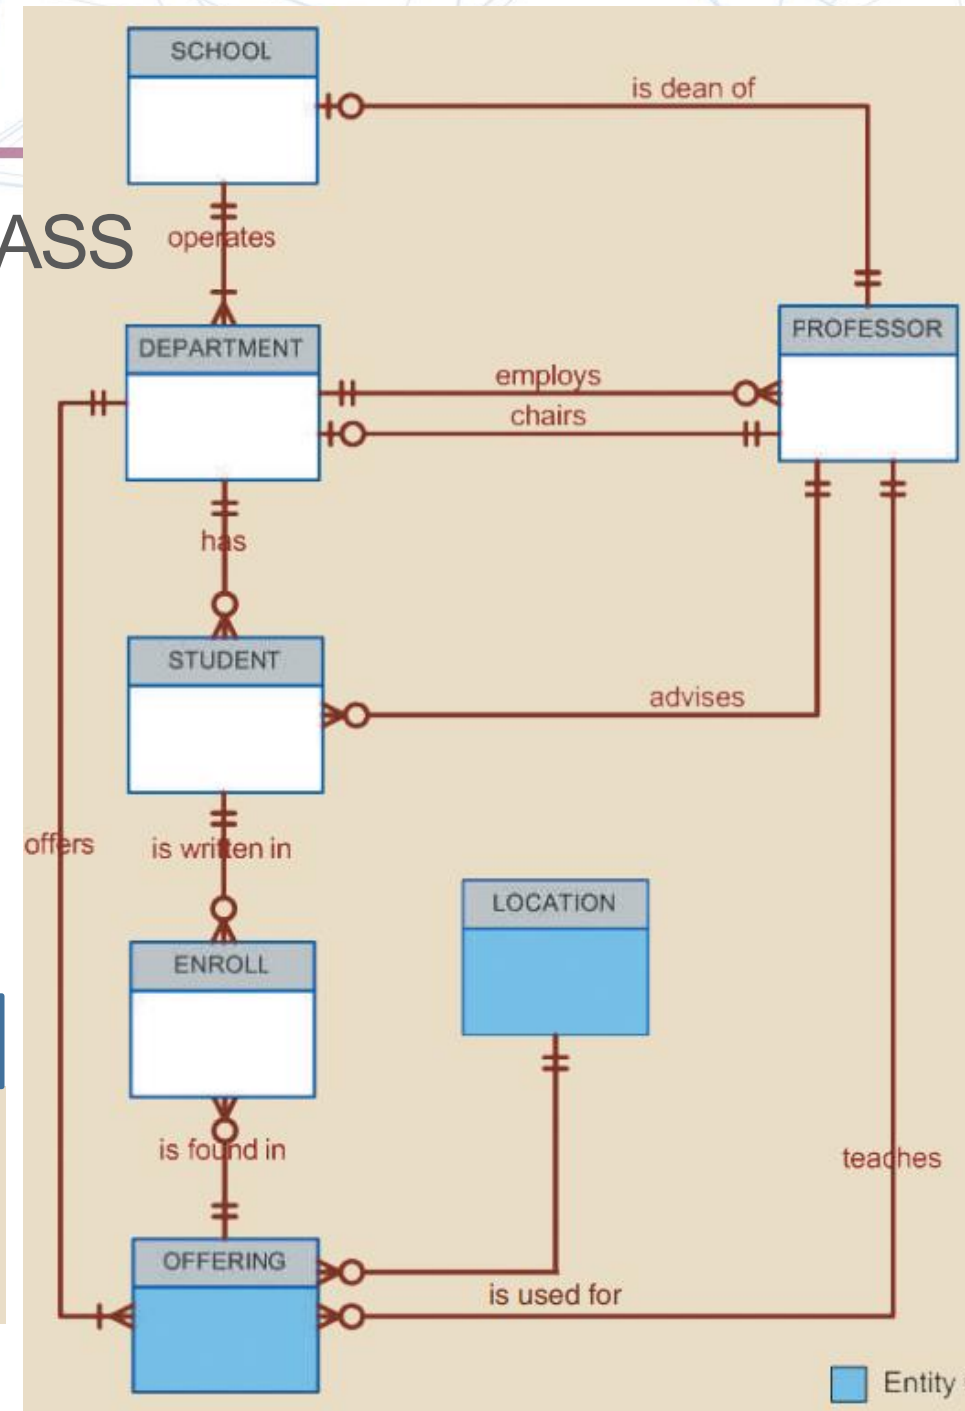 SCHOOL
is dean of
ASS
operates
PROFESSOR
DEPARTMENT
employs
chairs
has
STUDENT
advises
offers
is written in
LOCATION
ENROLL
is found in
teaches
OFFERING
is used for
Entity